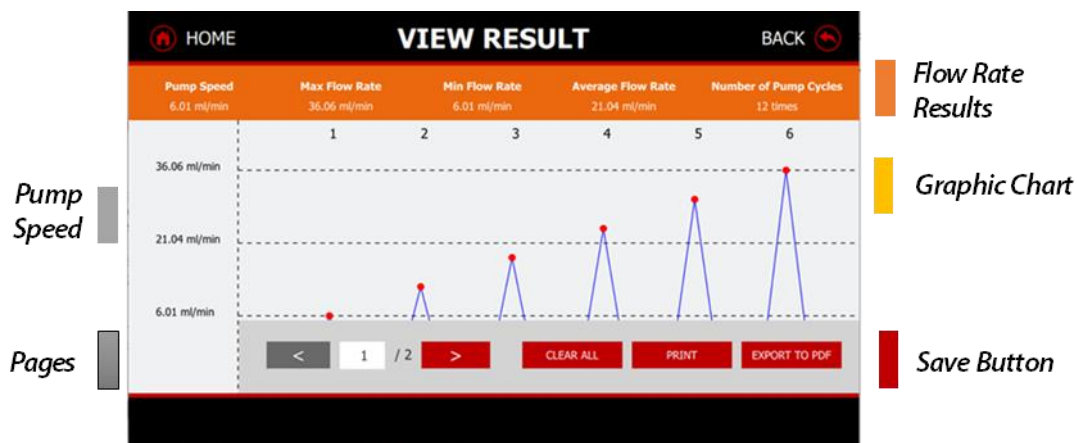 HOME
VIEW RESULT
BACK
Pump Speed
6.01 ml/min
Max Flow Rate
36.06 ml/min
Min Flow Rate
6.01 ml/min
Average Flow Rate
21.04 ml/min
Number of Pump Cycles
12 times
Flow Rate
Results
1 2 3 4 5 6
36.06 ml/min
Graphic Chart
Pump
Speed
21.04 ml/min
6.01 ml/min
Pages
< 1 / 2 >
CLEAR ALL
PRINT
EXPORT TO PDF
Save Button